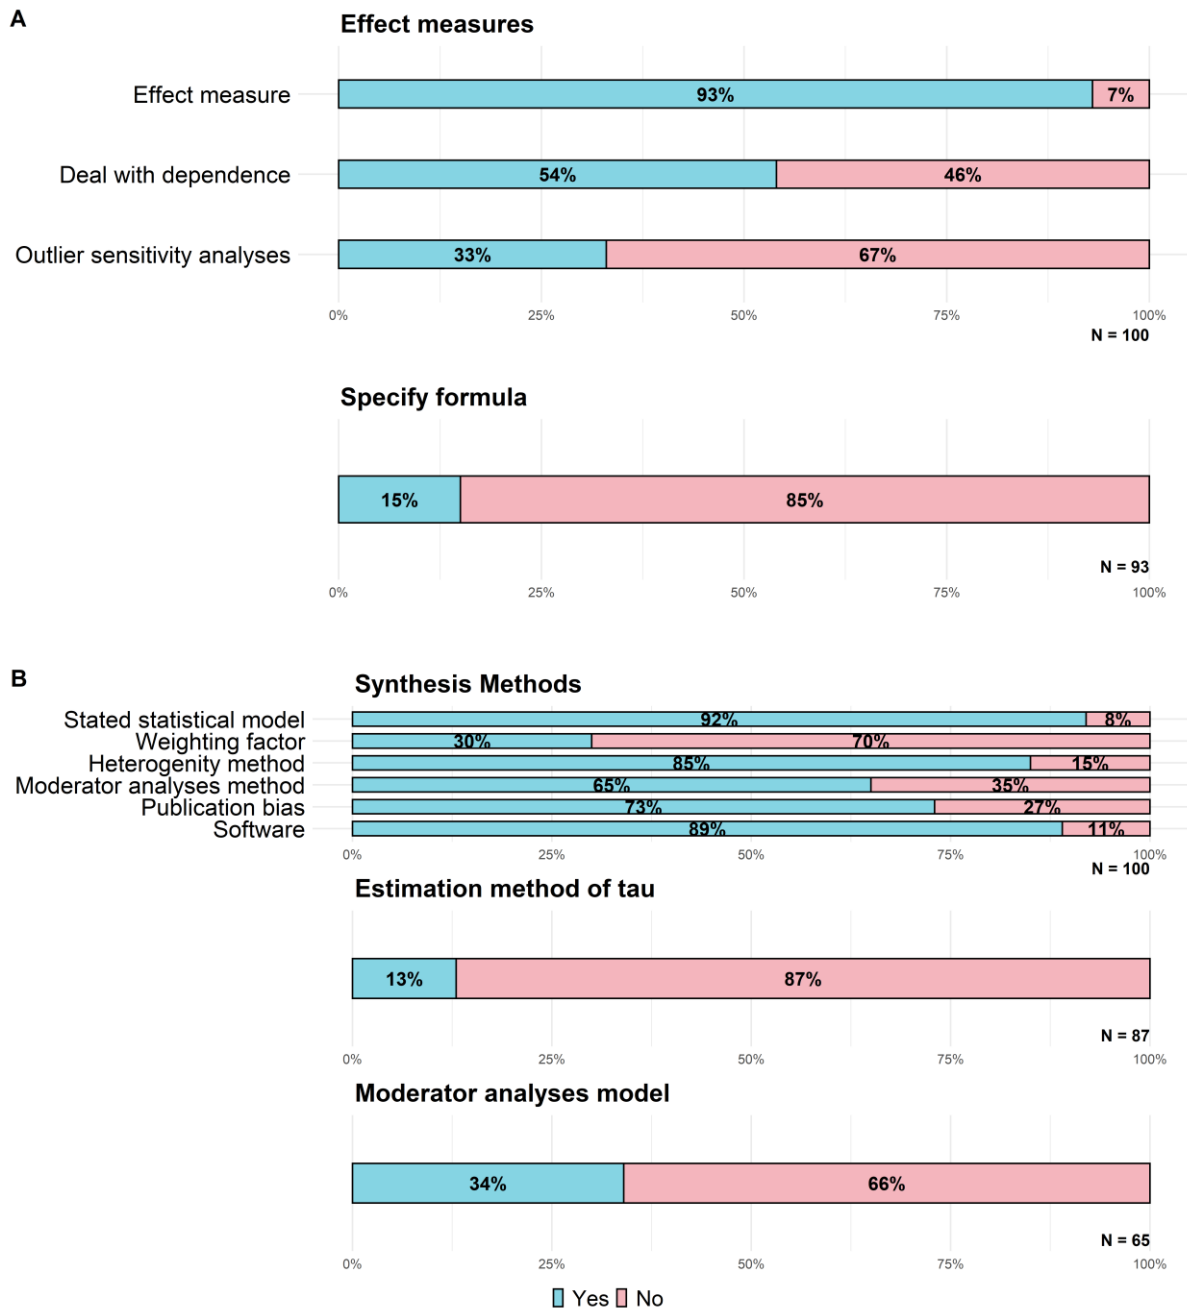 A
Effect measures
Effect measure 93% 7%
Deal with dependence 54% 46%
Outlier sensitivity analyses 33% 67%
0% 25% 50% 75% 100%
N = 100
Specify formula
15% 85%
N = 93
0% 25% 50% 75% 100%
B
Synthesis Methods
Stated statistical model 92% 8%
Weighting factor 30% 70%
Heterogenity method 85% 15%
Moderator analyses method 65% 35%
Publication bias 73% 27%
Software 89% 11%
0% 25% 50% 75% 100%
N = 100
Estimation method of tau
13% 87%
N = 87
0% 25% 50% 75% 100%
Moderator analyses model
34% 66%
N = 65
0% 25% 50% 75% 100%
Yes No